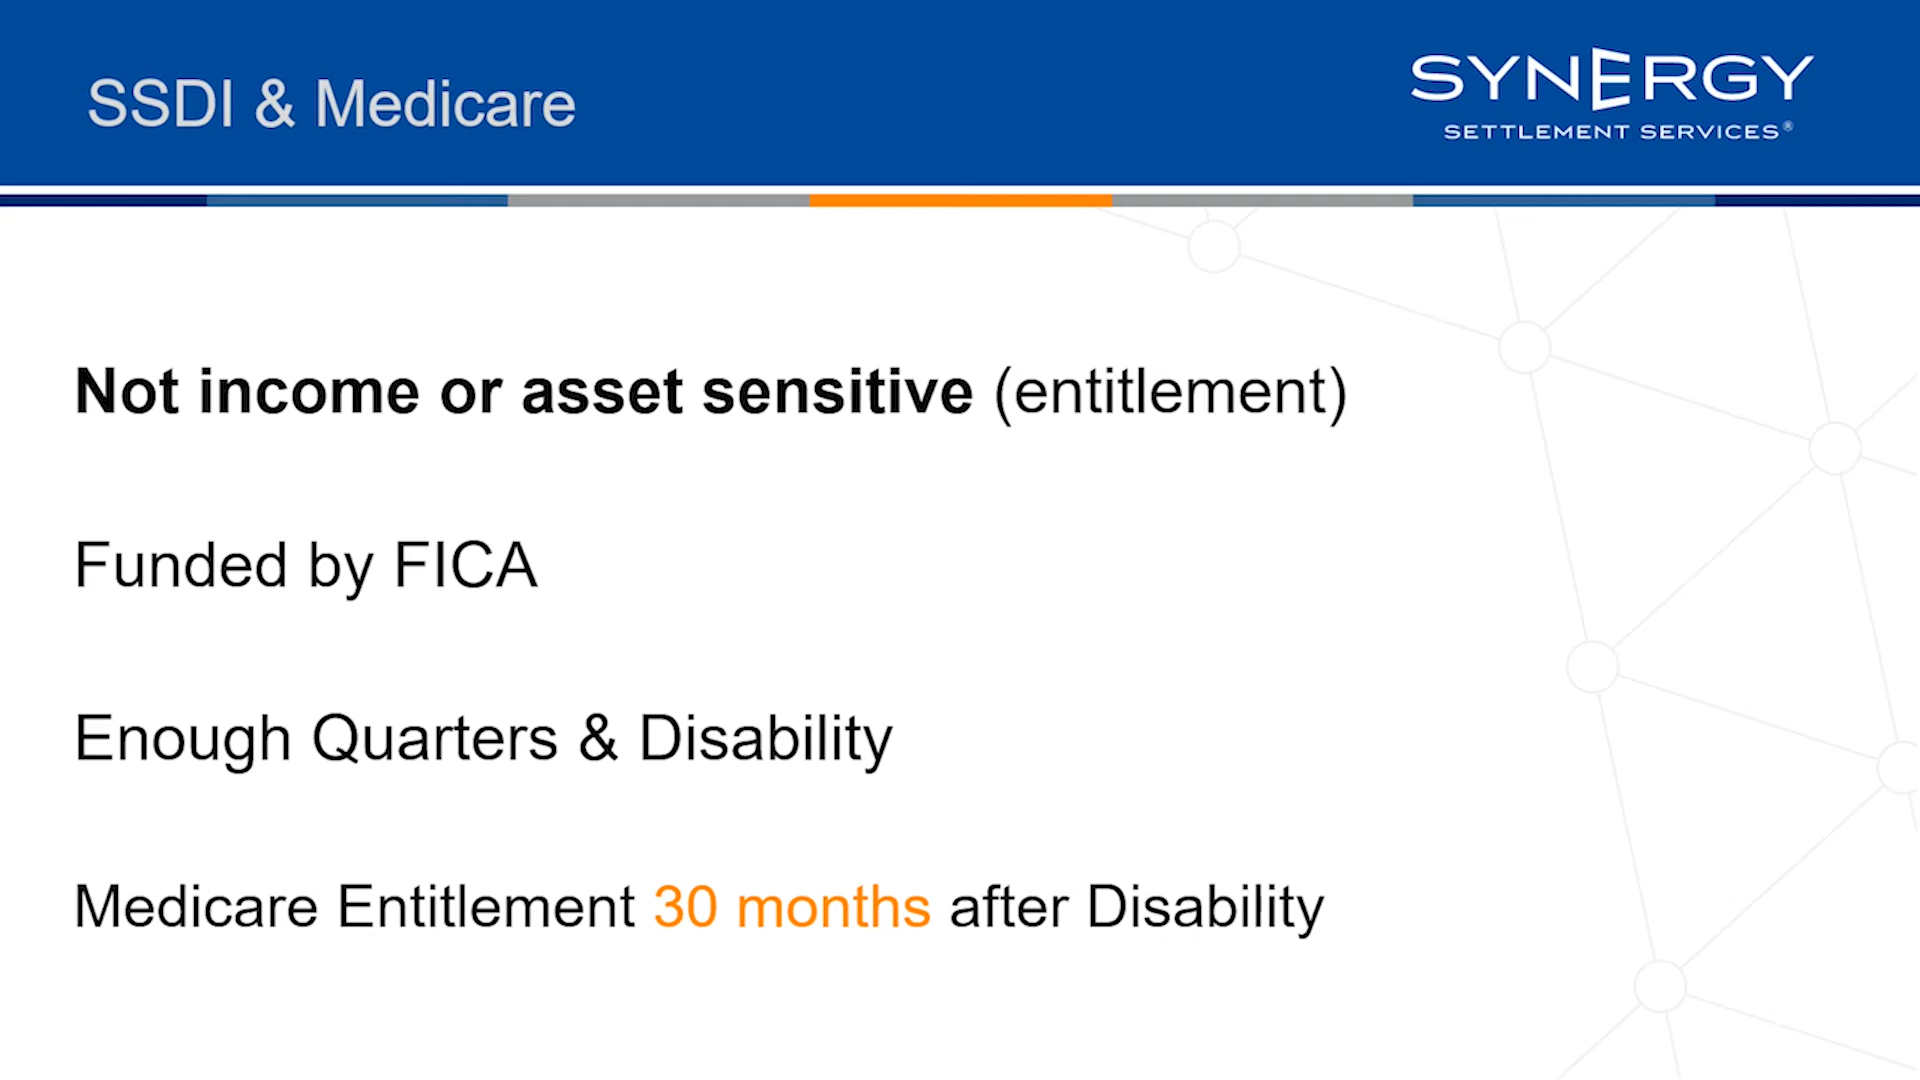 SSDI & Medicare
SYNERGY
SETTLEMENT SERVICES®
Not income or asset sensitive (entitlement)
Funded by FICA
Enough Quarters & Disability
Medicare Entitlement 30 months after Disability